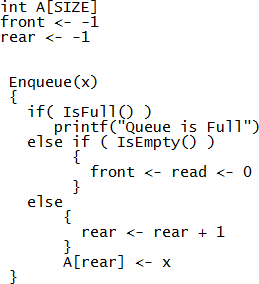 int A[SIZE]
front <- -1
rear <- -1
Enqueue(x)
{
if( IsFull() )
printf("Queue is Full")
else if ( IsEmpty() )
{
front <- read <- 0
}
else
{
rear <- rear + 1
}
A[rear] <- x
}